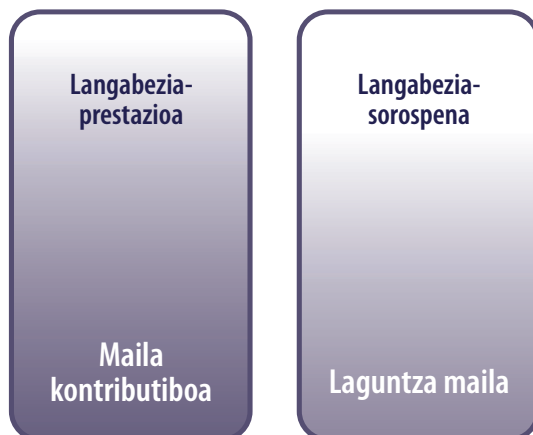 Langabezia-
prestazioa
Maila
kontributiboa
Langabezia-
sorospena
Laguntza maila